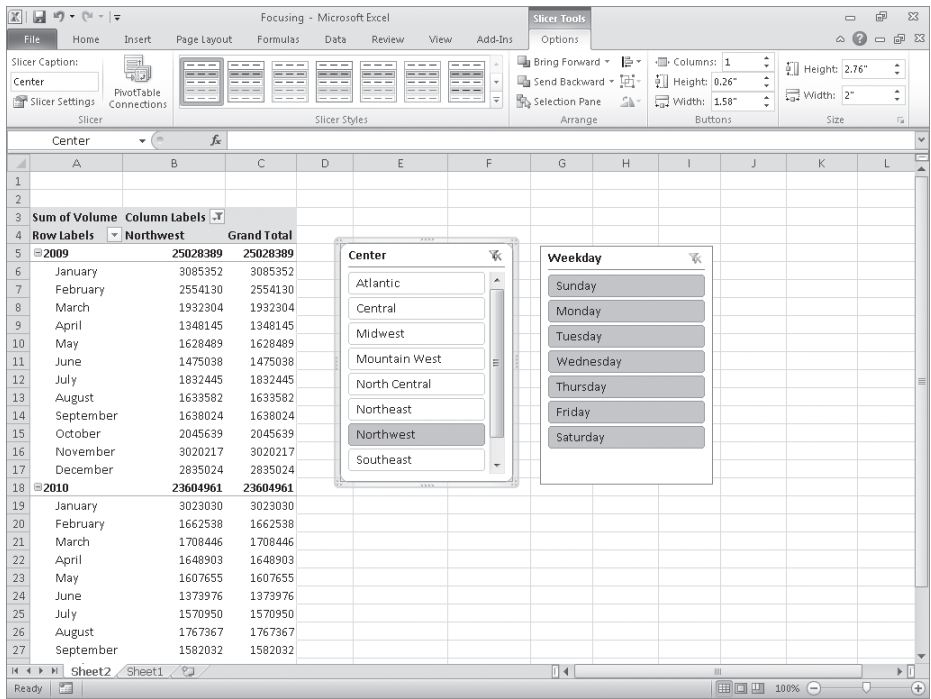 Focusing - Microsoft Excel
Slicer Tools
File Home Insert Page Layout Formulas Data Review View Add-Ins Options
Slicer Caption:
Center
Slicer Settings
PivotTable Connections
Slicer
Slicer Styles
Bring Forward
Send Backward
Selection Pane
Arrange
Columns: 1
Height: 0.26"
Width: 1.58"
Buttons
Height: 2.76"
Width: 2"
Size
Center fx
A B C D E F G H I J K L
1
2
3 Sum of Volume Column Labels
4 Row Labels Northwest Grand Total
5 2009 25028389 25028389
6 January 3085352 3085352
7 February 2554130 2554130
8 March 1932304 1932304
9 April 1348145 1348145
10 May 1628489 1628489
11 June 1475038 1475038
12 July 1832445 1832445
13 August 1633582 1633582
14 September 1638024 1638024
15 October 2045639 2045639
16 November 3020217 3020217
17 December 2835024 2835024
18 2010 23604961 23604961
19 January 3023030 3023030
20 February 1662538 1662538
21 March 1708446 1708446
22 April 1648903 1648903
23 May 1607655 1607655
24 June 1373976 1373976
25 July 1570950 1570950
26 August 1767367 1767367
27 September 1582032 1582032
Center
Atlantic
Central
Midwest
Mountain West
North Central
Northeast
Northwest
Southeast
Weekday
Sunday
Monday
Tuesday
Wednesday
Thursday
Friday
Saturday
Sheet2 Sheet1
Ready 100%